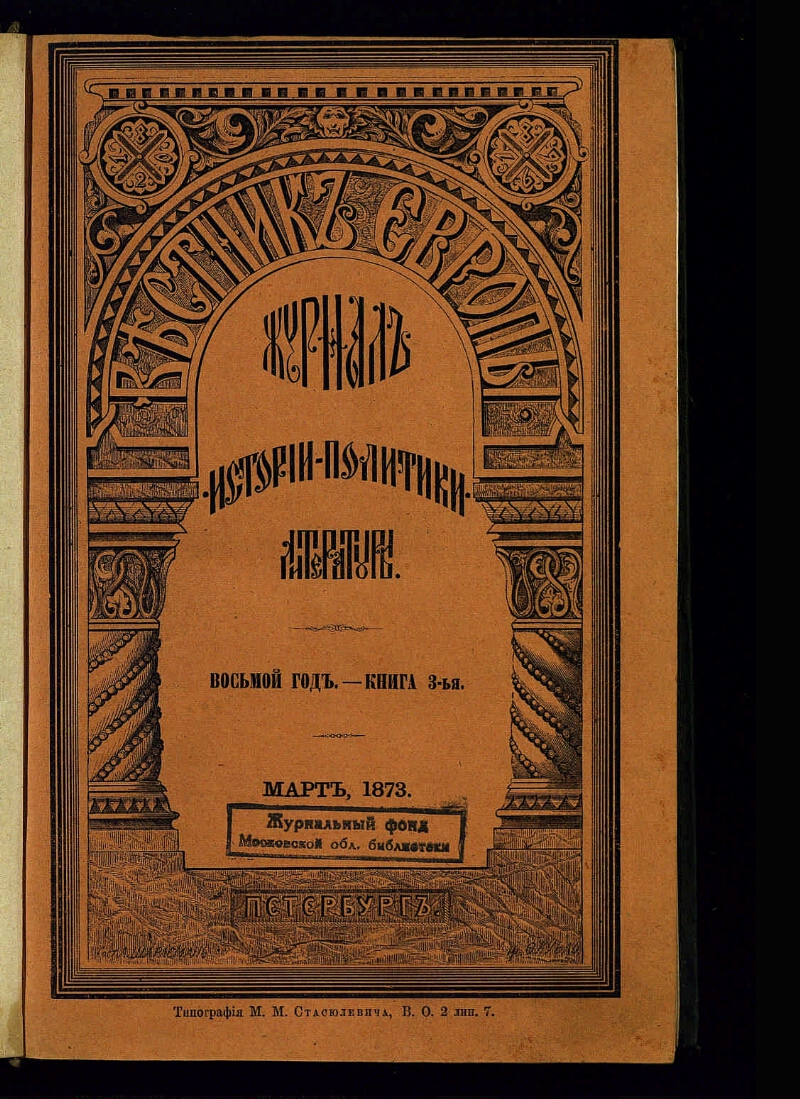 ВѢСТНИКЪ ЕВРОПЫ
ЖУРНАЛЪ
ИСТОРІИ-ПОЛИТИКИ-
ЛИТЕРАТУРЫ.
ВОСЬМОЙ ГОДЪ. — КНИГА 3-ья.
МАРТЪ, 1873.
Журнальный фонд
Московской обл. библиотеки
ПЕТЕРБУРГЪ.
ШАРЛЕМАНЬ
Типографія М. М. Стасюлевича, В. О. 2 лин. 7.